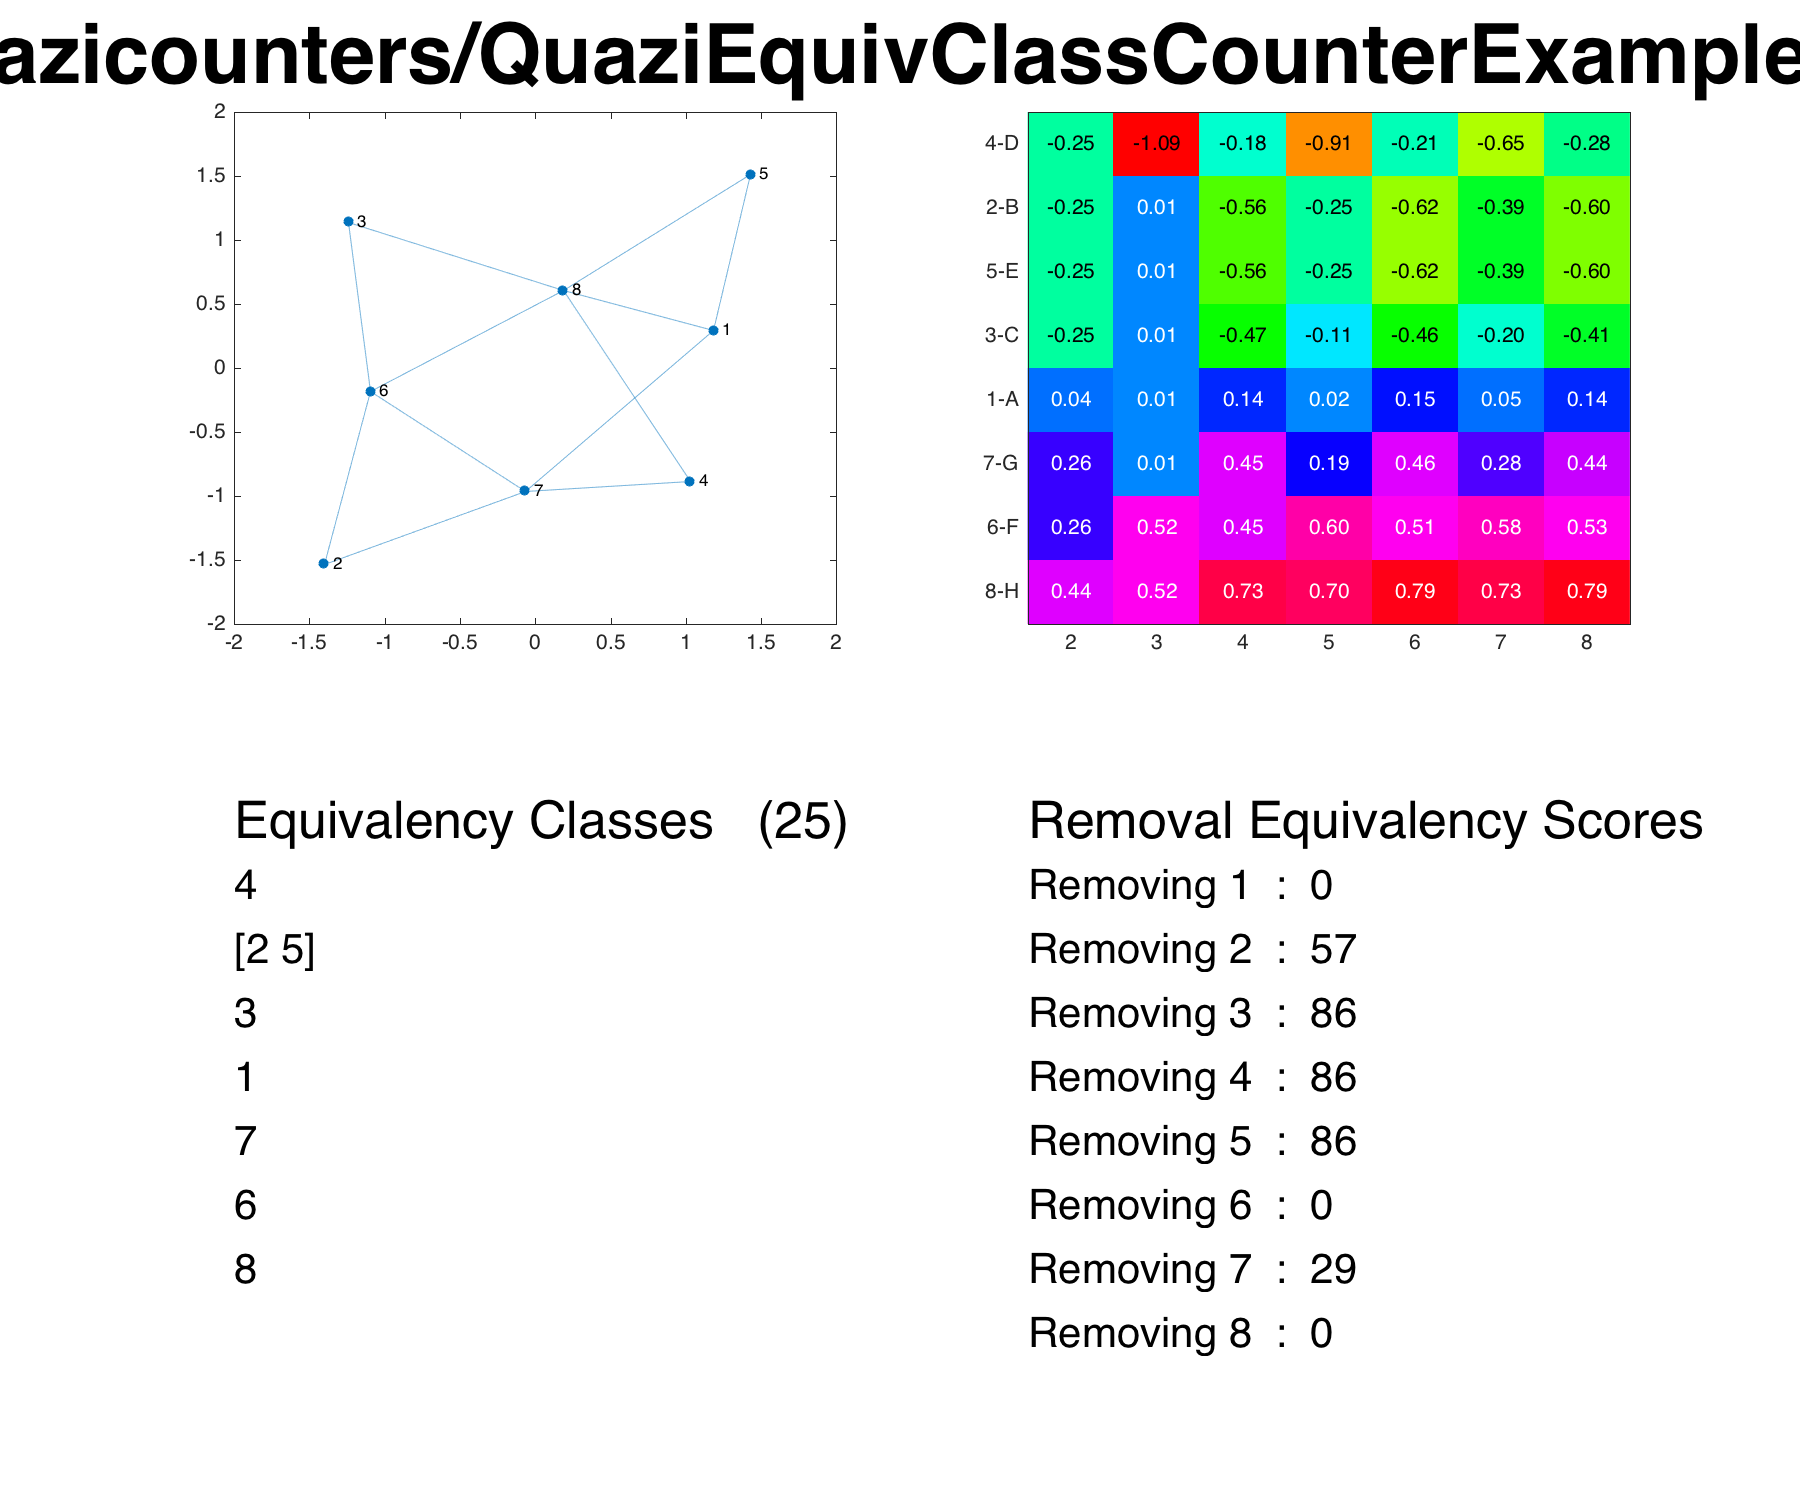 azicounters/QuaziEquivClassCounterExample
2
1.5
1
0.5
0
-0.5
-1
-1.5
-2
-2 -1.5 -1 -0.5 0 0.5 1 1.5 2
5
3
8
1
6
4
7
2
4-D -0.25 -1.09 -0.18 -0.91 -0.21 -0.65 -0.28
2-B -0.25 0.01 -0.56 -0.25 -0.62 -0.39 -0.60
5-E -0.25 0.01 -0.56 -0.25 -0.62 -0.39 -0.60
3-C -0.25 0.01 -0.47 -0.11 -0.46 -0.20 -0.41
1-A 0.04 0.01 0.14 0.02 0.15 0.05 0.14
7-G 0.26 0.01 0.45 0.19 0.46 0.28 0.44
6-F 0.26 0.52 0.45 0.60 0.51 0.58 0.53
8-H 0.44 0.52 0.73 0.70 0.79 0.73 0.79
2 3 4 5 6 7 8
Equivalency Classes (25)
4
[2 5]
3
1
7
6
8
Removal Equivalency Scores
Removing 1 : 0
Removing 2 : 57
Removing 3 : 86
Removing 4 : 86
Removing 5 : 86
Removing 6 : 0
Removing 7 : 29
Removing 8 : 0